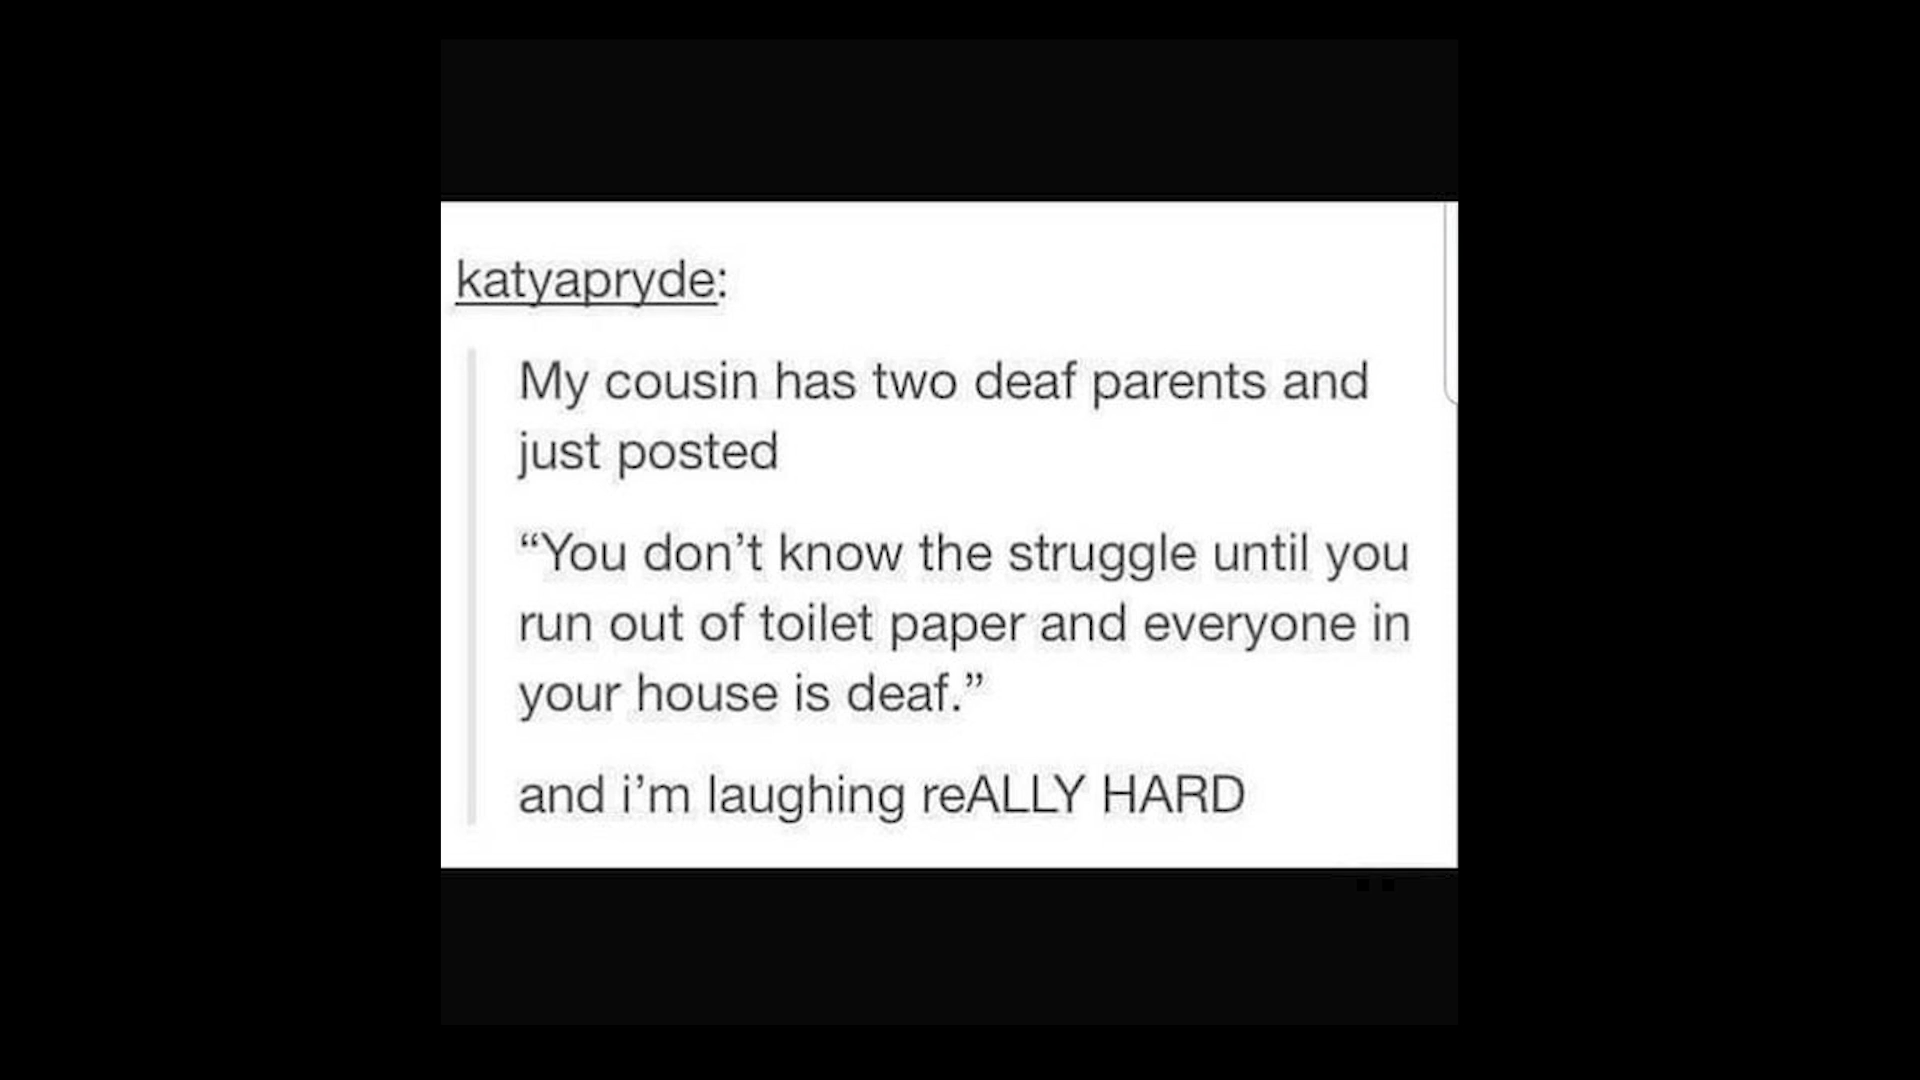 katyapryde:
My cousin has two deaf parents and
just posted
“You don’t know the struggle until you
run out of toilet paper and everyone in
your house is deaf.”
and i’m laughing reALLY HARD